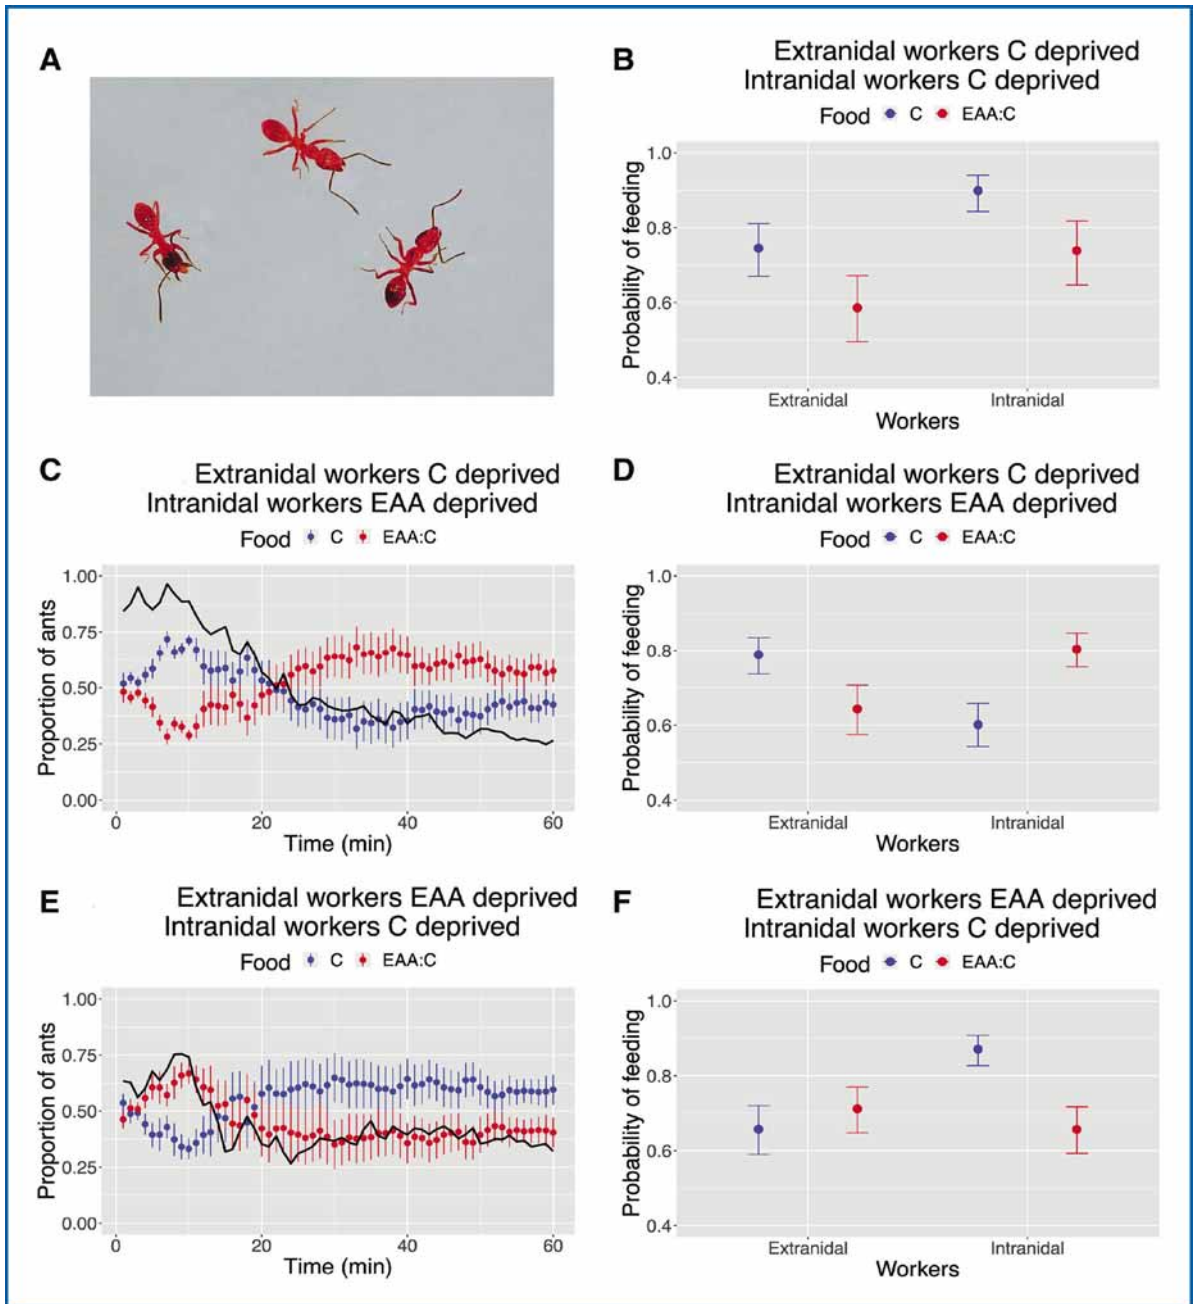 A
B
Extranidal workers C deprived
Intranidal workers C deprived
Food C EAA:C
Probability of feeding
1.0
0.8
0.6
0.4
Extranidal Intranidal
Workers
C
Extranidal workers C deprived
Intranidal workers EAA deprived
Food C EAA:C
Proportion of ants
1.00
0.75
0.50
0.25
0.00
0 20 40 60
Time (min)
D
Extranidal workers C deprived
Intranidal workers EAA deprived
Food C EAA:C
Probability of feeding
1.0
0.8
0.6
0.4
Extranidal Intranidal
Workers
E
Extranidal workers EAA deprived
Intranidal workers C deprived
Food C EAA:C
Proportion of ants
1.00
0.75
0.50
0.25
0.00
0 20 40 60
Time (min)
F
Extranidal workers EAA deprived
Intranidal workers C deprived
Food C EAA:C
Probability of feeding
1.0
0.8
0.6
0.4
Extranidal Intranidal
Workers